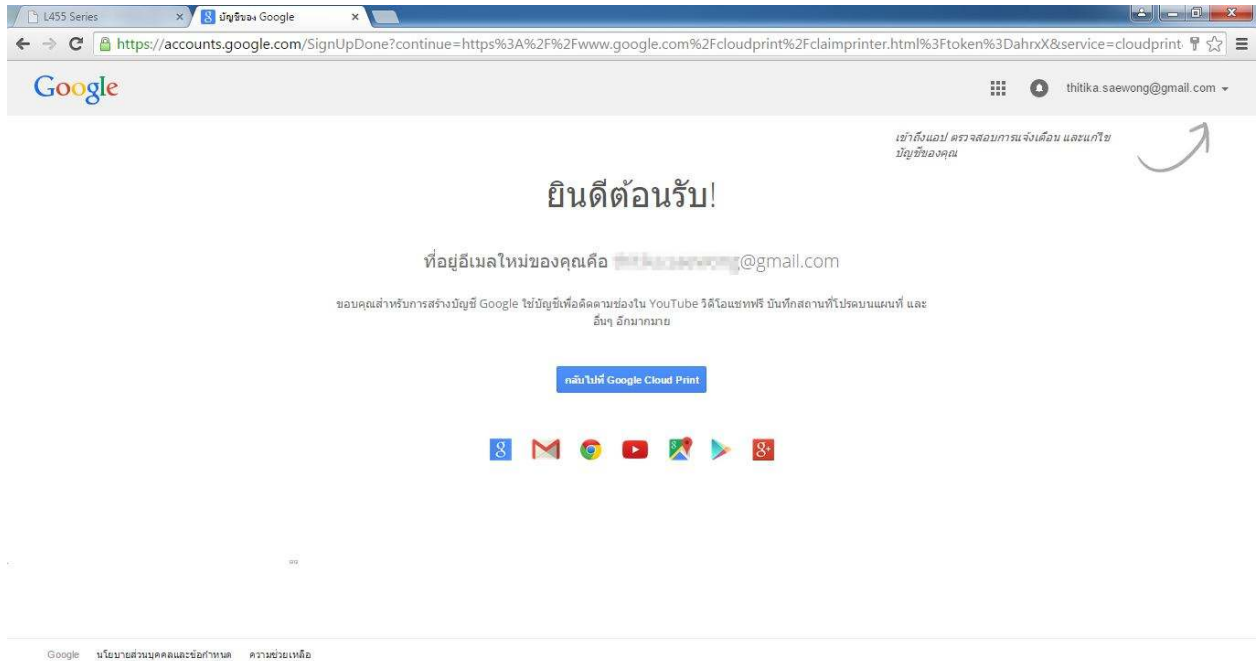 L455 Series
บัญชีของ Google
https://accounts.google.com/SignUpDone?continue=https%3A%2F%2Fwww.google.com%2Fcloudprint%2Fclaimprinter.html%3Ftoken%3DahrxX&service=cloudprint
Google
thitika.saewong@gmail.com
เข้าถึงแอป ตรวจสอบการแจ้งเตือน และแก้ไข
บัญชีของคุณ
ยินดีต้อนรับ!
ที่อยู่อีเมลใหม่ของคุณคือ @gmail.com
ขอบคุณสำหรับการสร้างบัญชี Google ใช้บัญชีเพื่อติดตามช่องใน YouTube วิดีโอแชทฟรี บันทึกสถานที่โปรดบนแผนที่ และ
อื่นๆ อีกมากมาย
กลับไปที่ Google Cloud Print
Google นโยบายส่วนบุคคลและข้อกำหนด ความช่วยเหลือ